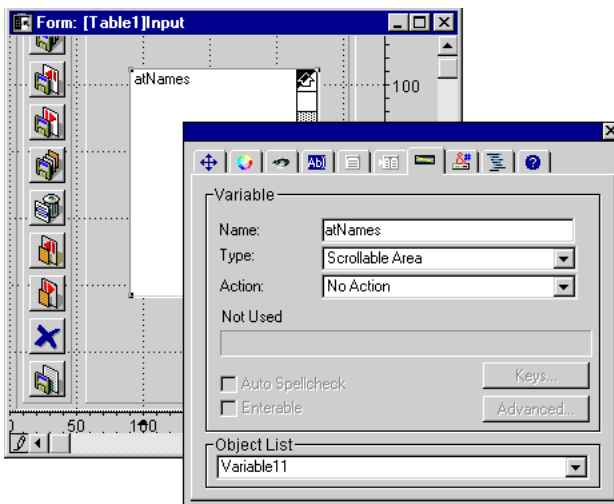 Form: [Table1]Input
atNames
100
Variable
Name: atNames
Type: Scrollable Area
Action: No Action
Not Used
Auto Spellcheck
Keys...
Enterable
Advanced...
Object List
Variable11
50
100